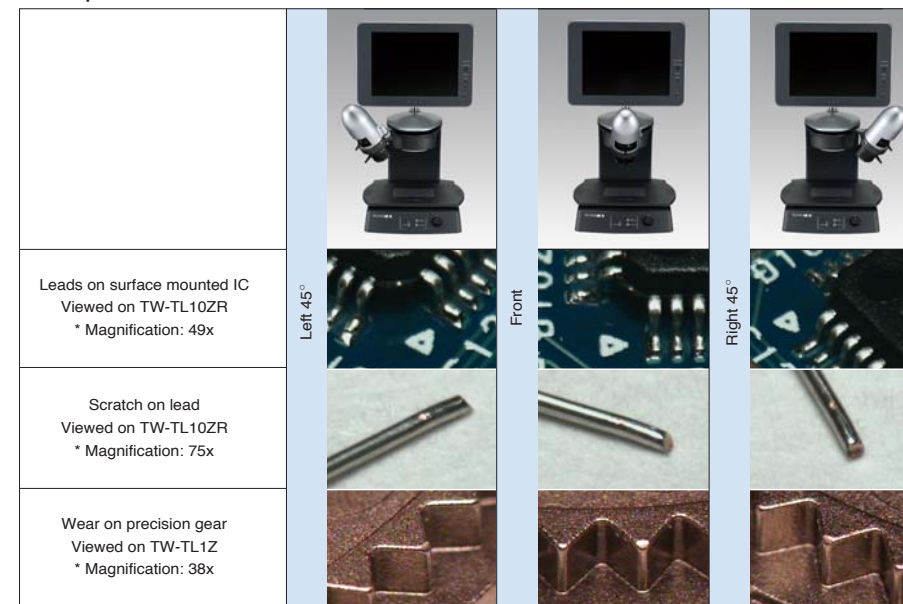 Leads on surface mounted IC
Viewed on TW-TL10ZR
* Magnification: 49x
Scratch on lead
Viewed on TW-TL10ZR
* Magnification: 75x
Wear on precision gear
Viewed on TW-TL1Z
* Magnification: 38x
Left 45°
Front
Right 45°